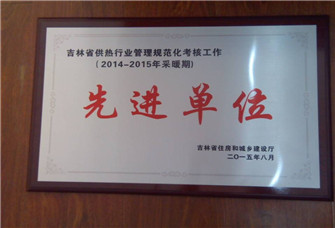 吉林省供热行业管理规范化考核工作
(2014-2015年采暖期)
先进单位
吉林省住房和城乡建设厅
二〇一五年八月